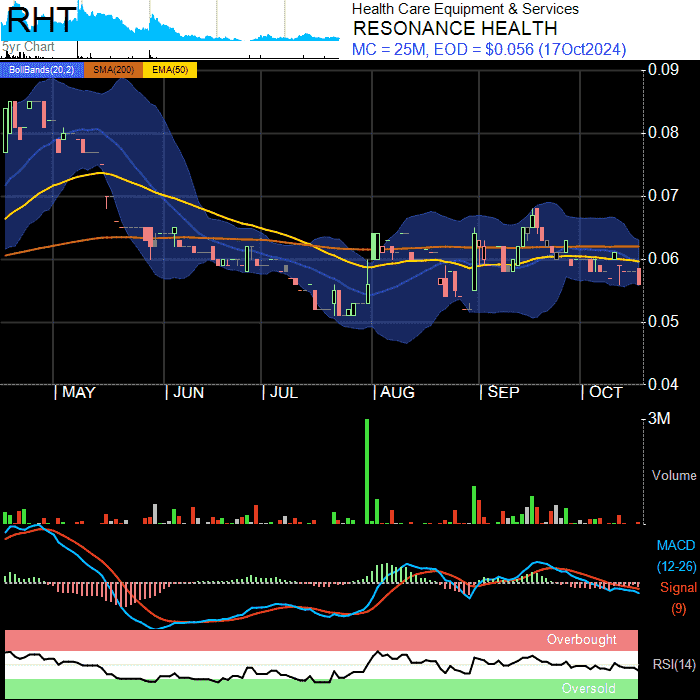 RHT
5yr Chart
Health Care Equipment & Services
RESONANCE HEALTH
MC = 25M, EOD = $0.056 (17Oct2024)
BollBands(20,2) SMA(200) EMA(50)
0.09
0.08
0.07
0.06
0.05
0.04
MAY JUN JUL AUG SEP OCT
3M
Volume
MACD
(12-26)
Signal
(9)
Overbought
RSI(14)
Oversold